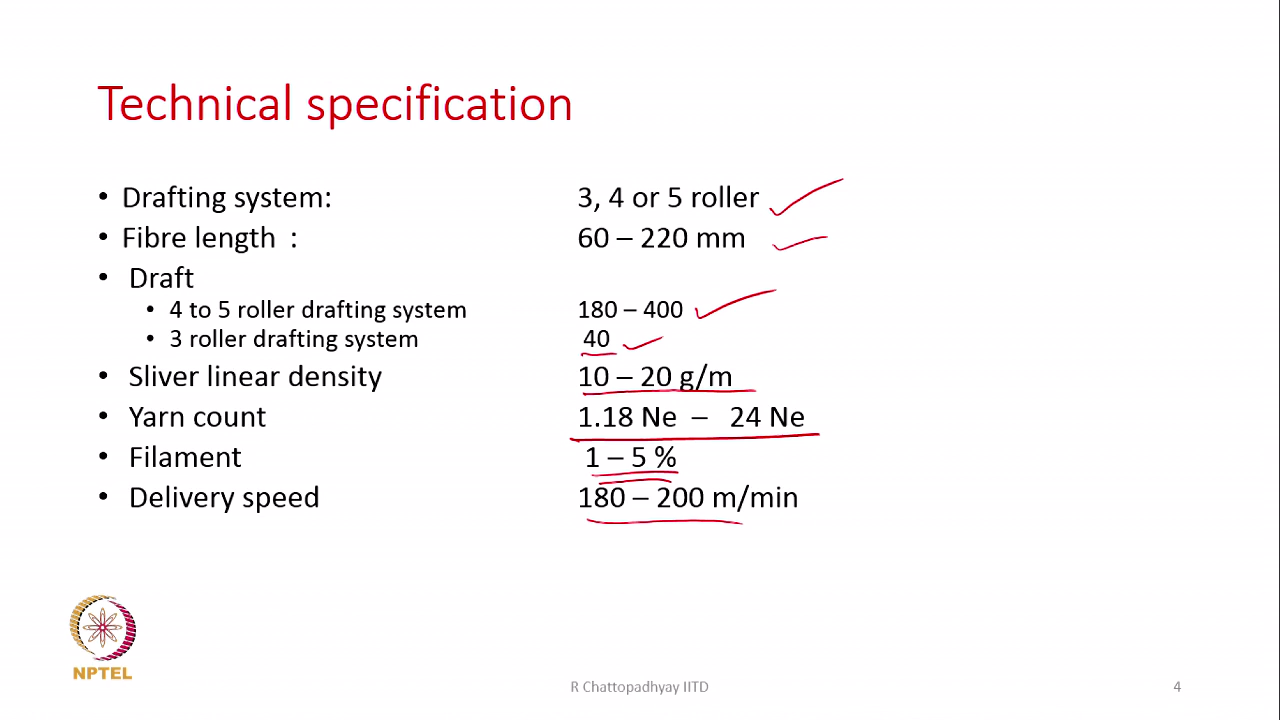 Technical specification
• Drafting system: 3, 4 or 5 roller
• Fibre length : 60 – 220 mm
• Draft
• 4 to 5 roller drafting system 180 – 400
• 3 roller drafting system 40
• Sliver linear density 10 – 20 g/m
• Yarn count 1.18 Ne – 24 Ne
• Filament 1 – 5 %
• Delivery speed 180 – 200 m/min
NPTEL
R Chattopadhyay IITD 4